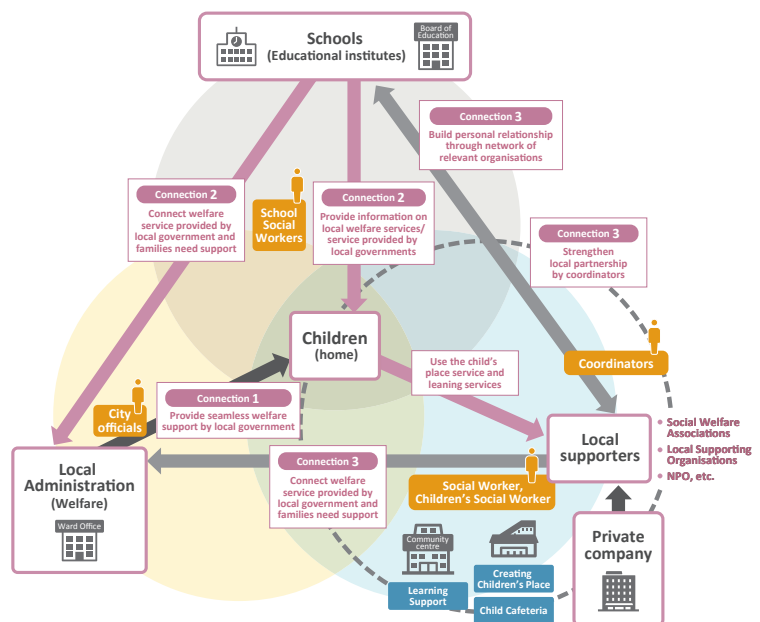 Schools
(Educational institutes)
Board of
Education
Connection 3
Build personal relationship
through network of
relevant organisations
Connection 2
Connect welfare
service provided by
local government and
families need support
School
Social
Workers
Connection 2
Provide information on
local welfare services/
service provided by
local governments
Connection 3
Strengthen
local partnership
by coordinators
Children
(home)
Use the child's
place service and
leaning services
Coordinators
Connection 1
Provide seamless welfare
support by local government
City
officials
Local
supporters
• Social Welfare
Associations
• Local Supporting
Organisations
• NPO, etc.
Local
Administration
(Welfare)
Ward Office
Connection 3
Connect welfare
service provided by
local government and
families need support
Social Worker,
Children's Social Worker
Community
centre
Learning
Support
Creating
Children's Place
Child Cafeteria
Private
company